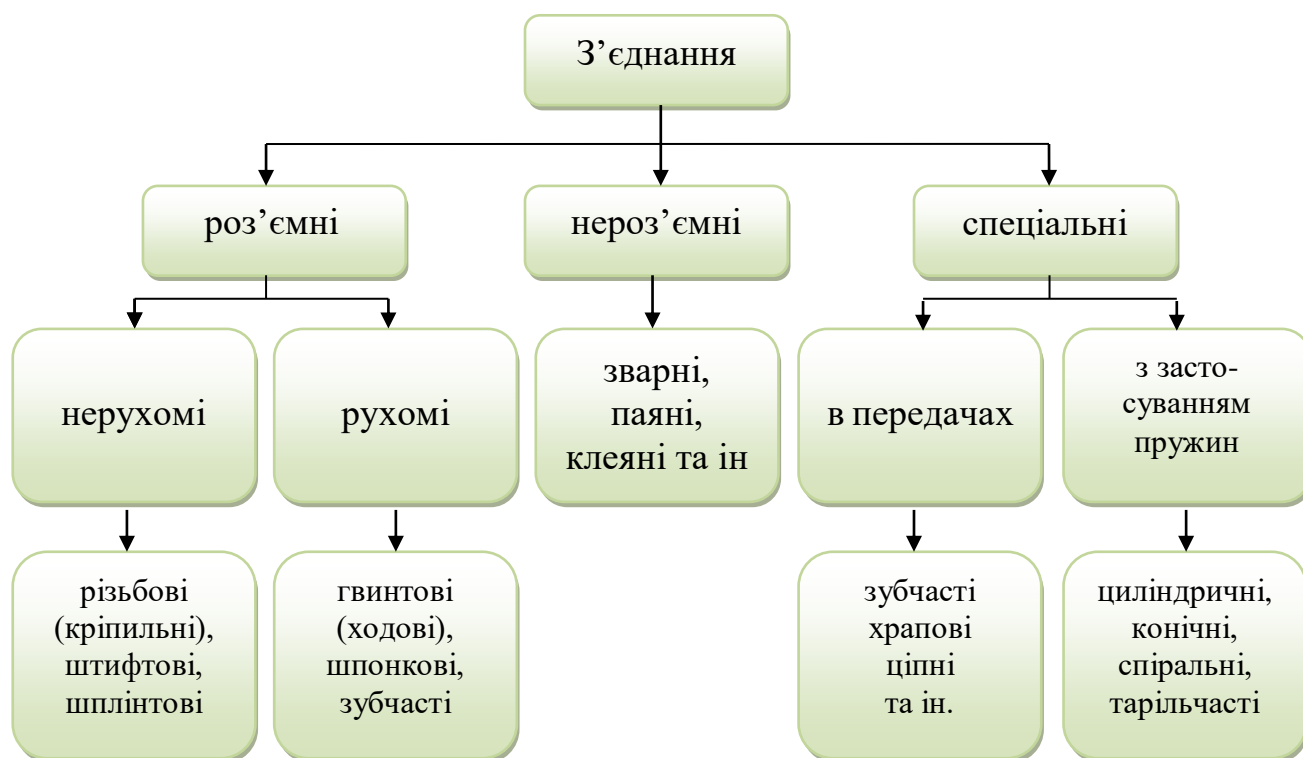 З’єднання
роз’ємні
нероз’ємні
спеціальні
нерухомі
рухомі
зварні,
паяні,
клеяні та ін
в передачах
з засто-
суванням
пружин
різьбові
(кріпильні),
штифтові,
шплінтові
гвинтові
(ходові),
шпонкові,
зубчасті
зубчасті
храпові
ціпні
та ін.
циліндричні,
конічні,
спіральні,
тарільчасті